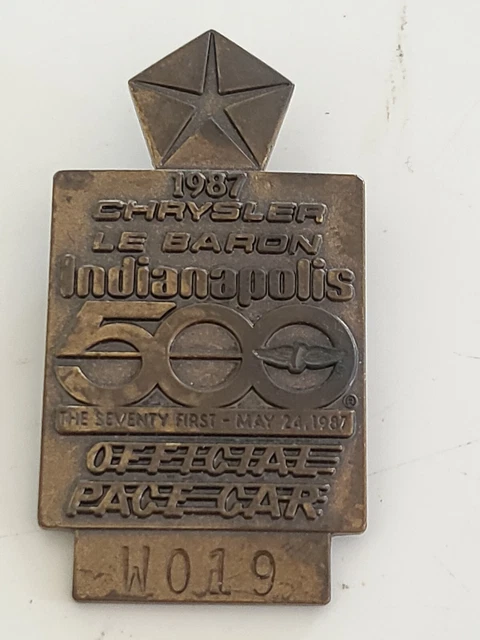 1987
CHRYSLER
LE BARON
Indianapolis
500
®
THE SEVENTY FIRST - MAY 24, 1987
OFFICIAL
PACE CAR
W019